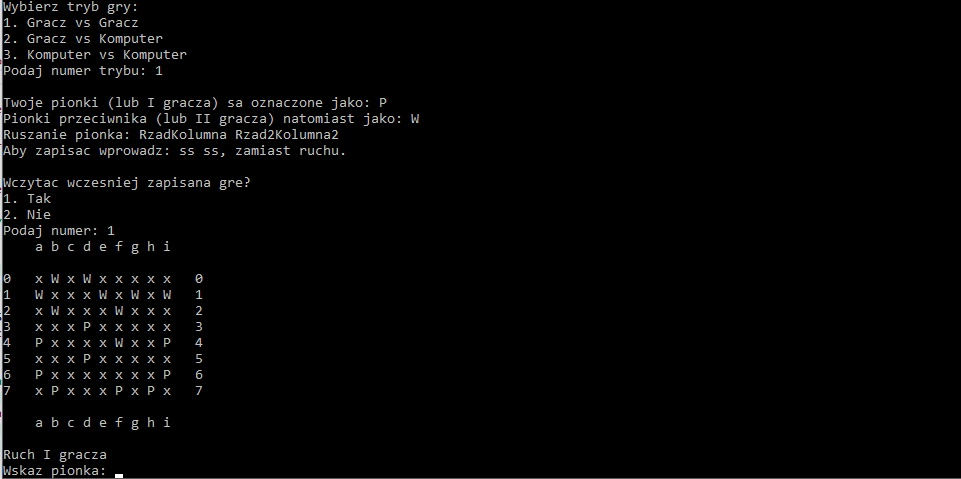 Wybierz tryb gry:
1. Gracz vs Gracz
2. Gracz vs Komputer
3. Komputer vs Komputer
Podaj numer trybu: 1
Twoje pionki (lub I gracza) sa oznaczone jako: P
Pionki przeciwnika (lub II gracza) natomiast jako: W
Ruszanie pionka: RzadKolumna Rzad2Kolumna2
Aby zapisac wprowadz: ss ss, zamiast ruchu.
Wczytac wczesniej zapisana gre?
1. Tak
2. Nie
Podaj numer: 1
a b c d e f g h i
0 x W x W x x x x x 0
1 W x x x W x W x W 1
2 x W x x x W x x x 2
3 x x x P x x x x x 3
4 P x x x x W x x P 4
5 x x x P x x x x x 5
6 P x x x x x x x P 6
7 x P x x x P x P x 7
a b c d e f g h i
Ruch I gracza
Wskaz pionka: